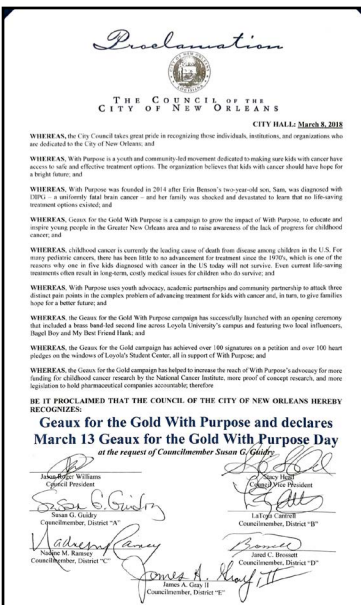 Proclamation
THE COUNCIL OF THE
CITY OF NEW ORLEANS
CITY HALL: March 8, 2018
WHEREAS, the City Council takes great pride in recognizing those individuals, institutions, and organizations who
are dedicated to the City of New Orleans; and
WHEREAS, With Purpose is a youth and community-led movement dedicated to making sure kids with cancer have
access to safe and effective treatment options. The organization believes that kids with cancer should have hope for
a bright future; and
WHEREAS, With Purpose was founded in 2014 after Erin Benson's two-year-old son, Sam, was diagnosed with
DIPG – a uniformly fatal brain cancer – and her family was shocked and devastated to learn that no life-saving
treatment options existed; and
WHEREAS, Geaux for the Gold With Purpose is a campaign to grow the impact of With Purpose, to educate and
inspire young people in the Greater New Orleans area and to raise awareness of the lack of progress for childhood
cancer; and
WHEREAS, childhood cancer is currently the leading cause of death from disease among children in the U.S. For
many pediatric cancers, there has been little to no advancement for treatment since the 1970's, which is one of the
reasons why one in five kids diagnosed with cancer in the US today will not survive. Even current life-saving
treatments often result in long-term, costly medical issues for children who do survive; and
WHEREAS, With Purpose uses youth advocacy, academic partnerships and community partnership to attack three
distinct pain points in the complex problem of advancing treatment for kids with cancer and, in turn, to give families
hope for a better future; and
WHEREAS, the Geaux for the Gold With Purpose campaign has successfully launched with an opening ceremony
that included a brass band-led second line across Loyola University's campus and featuring two local influencers,
Bagel Boy and My Best Friend Hank; and
WHEREAS, the Geaux for the Gold campaign has achieved over 100 signatures on a petition and over 100 heart
pledges on the windows of Loyola's Student Center, all in support of With Purpose; and
WHEREAS, the Geaux for the Gold campaign has helped to increase the reach of With Purpose's advocacy for more
funding for childhood cancer research by the National Cancer Institute, more proof of concept research, and more
legislation to hold pharmaceutical companies accountable; therefore
BE IT PROCLAIMED THAT THE COUNCIL OF THE CITY OF NEW ORLEANS HEREBY
RECOGNIZES:
Geaux for the Gold With Purpose and declares
March 13 Geaux for the Gold With Purpose Day
at the request of Councilmember Susan G. Guidry
Jason Roger Williams
Council President
Stacy Head
Council Vice President
Susan G. Guidry
Susan G. Guidry
Councilmember, District "A"
LaToya Cantrell
Councilmember, District "B"
Nadine M. Ramsey
Councilmember, District "C"
Jared C. Brossett
Councilmember, District "D"
James A. Gray II
James A. Gray II
Councilmember, District "E"